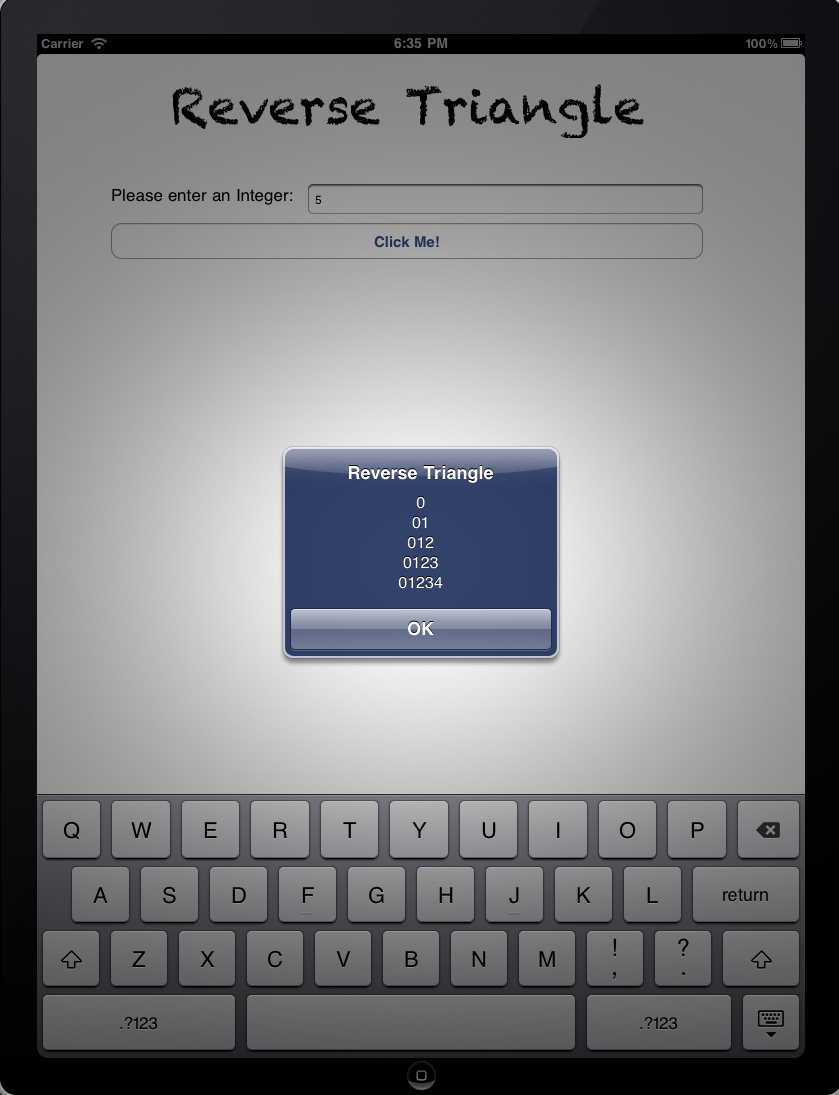 Carrier 6:35 PM 100%
Reverse Triangle
Please enter an Integer: 5
Click Me!
Reverse Triangle
0
01
012
0123
01234
OK
Q W E R T Y U I O P
A S D F G H J K L return
Z X C V B N M ! , ? .
.?123 .?123